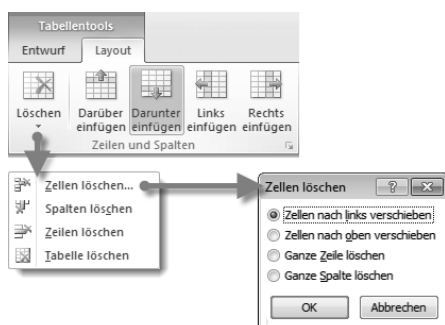 Tabellentools
Entwurf Layout
Löschen Darüber einfügen Darunter einfügen Links einfügen Rechts einfügen
Zeilen und Spalten
Zellen löschen...
Spalten löschen
Zeilen löschen
Tabelle löschen
Zellen löschen
Zellen nach links verschieben
Zellen nach oben verschieben
Ganze Zeile löschen
Ganze Spalte löschen
OK Abbrechen